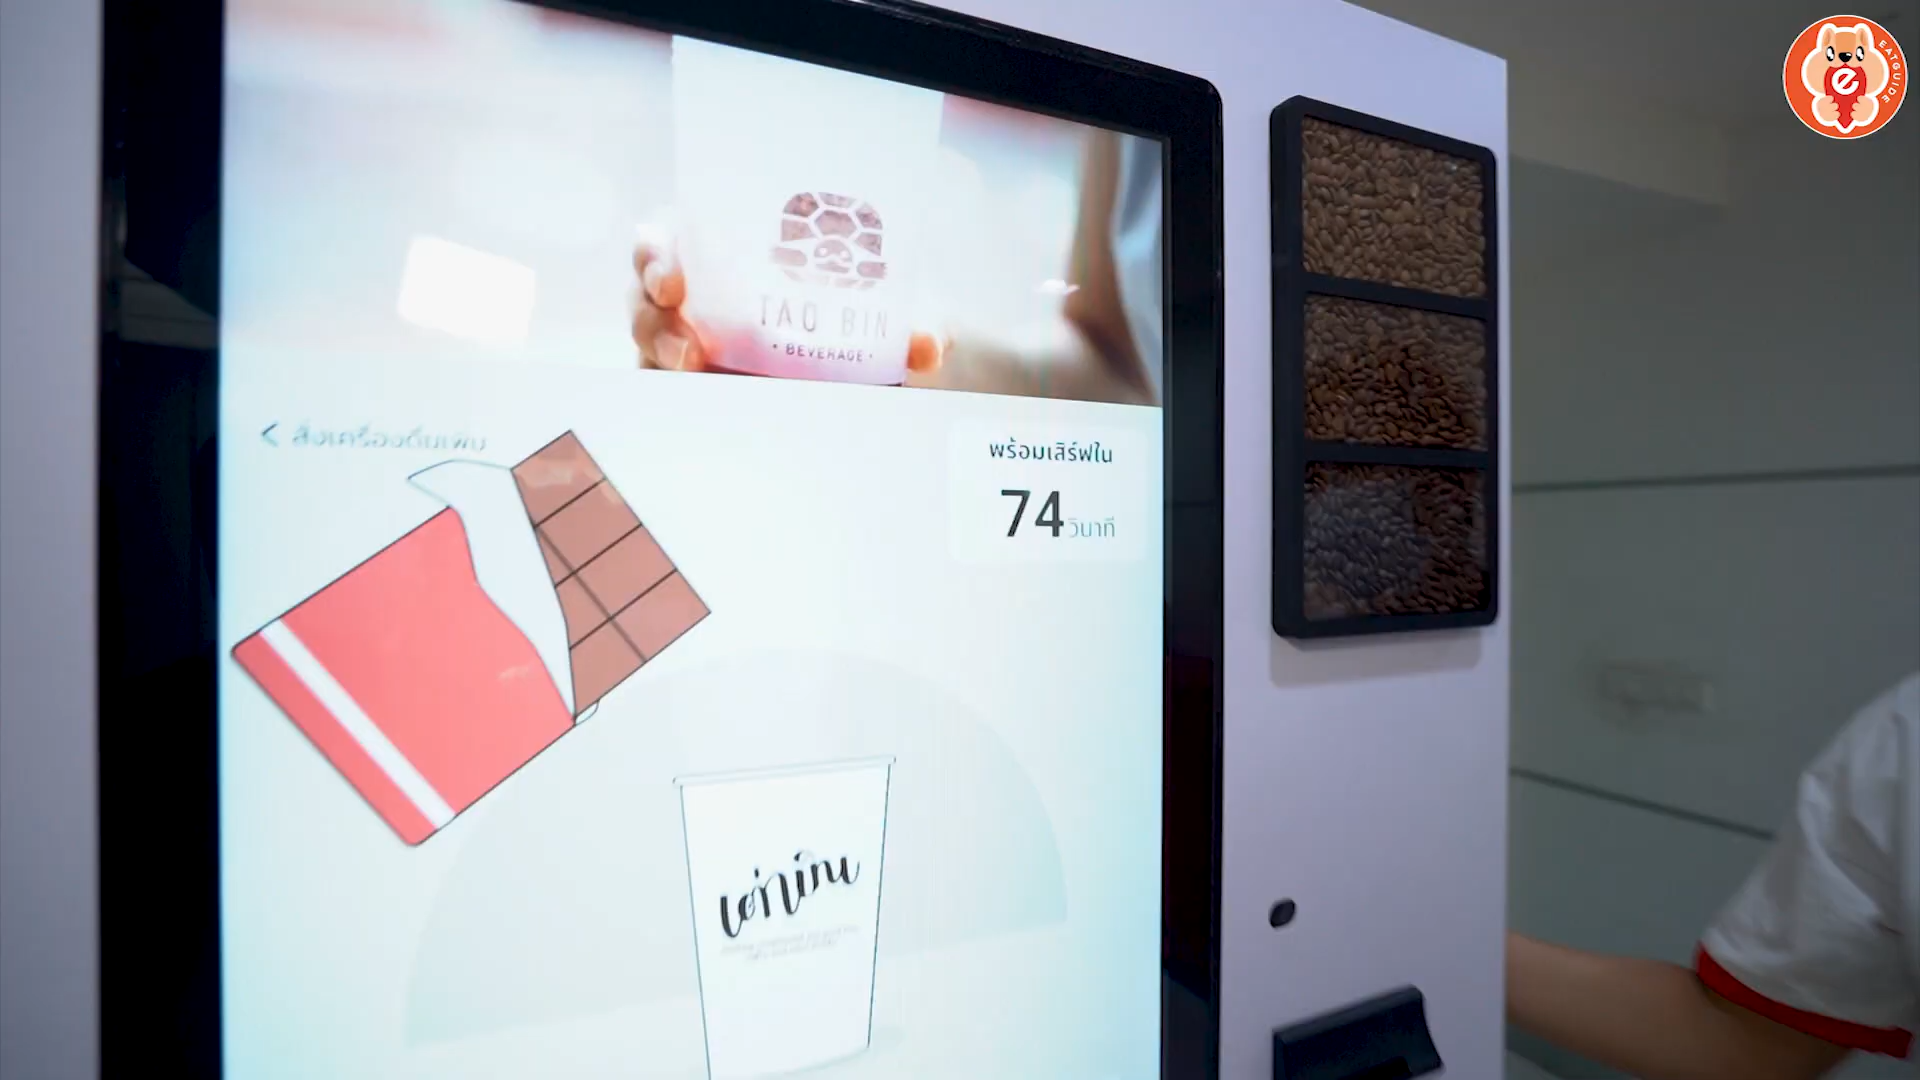 EATGUIDE
e
TAO BIN
• BEVERAGE •
< สั่งเครื่องดื่มเพิ่ม
พร้อมเสิร์ฟใน
74 วินาที
เต่าบิน